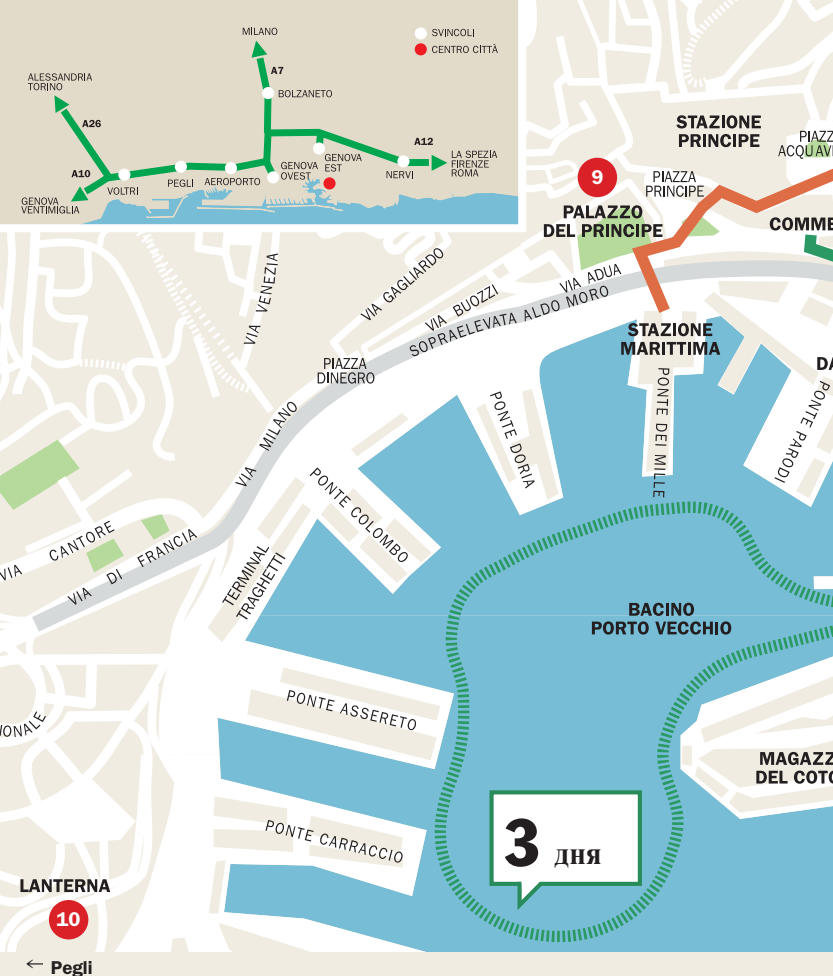 MILANO
SVINCOLI
CENTRO CITTÀ
A7
ALESSANDRIA
TORINO
BOLZANETO
A26
A12
GENOVA
EST
LA SPEZIA
FIRENZE
ROMA
A10
GENOVA
OVEST
VOLTRI
PEGLI
AEROPORTO
NERVI
GENOVA
VENTIMIGLIA
STAZIONE
PRINCIPE
PIAZZ
ACQUAVE
9
PIAZZA
PRINCIPE
PALAZZO
DEL PRINCIPE
COMME
VIA VENEZIA
VIA GAGLIARDO
VIA BUOZZI
VIA ADUA
SOPRAELEVATA ALDO MORO
STAZIONE
MARITTIMA
PIAZZA
DINEGRO
DA
PONTE DEI MILLE
PONTE PARODI
PONTE DORIA
VIA MILANO
PONTE COLOMBO
VIA CANTORE
VIA DI FRANCIA
TERMINAL
TRAGHETTI
BACINO
PORTO VECCHIO
PONTE ASSERETO
IONALE
MAGAZZ
DEL COTO
3 дня
PONTE CARRACCIO
LANTERNA
10
← Pegli